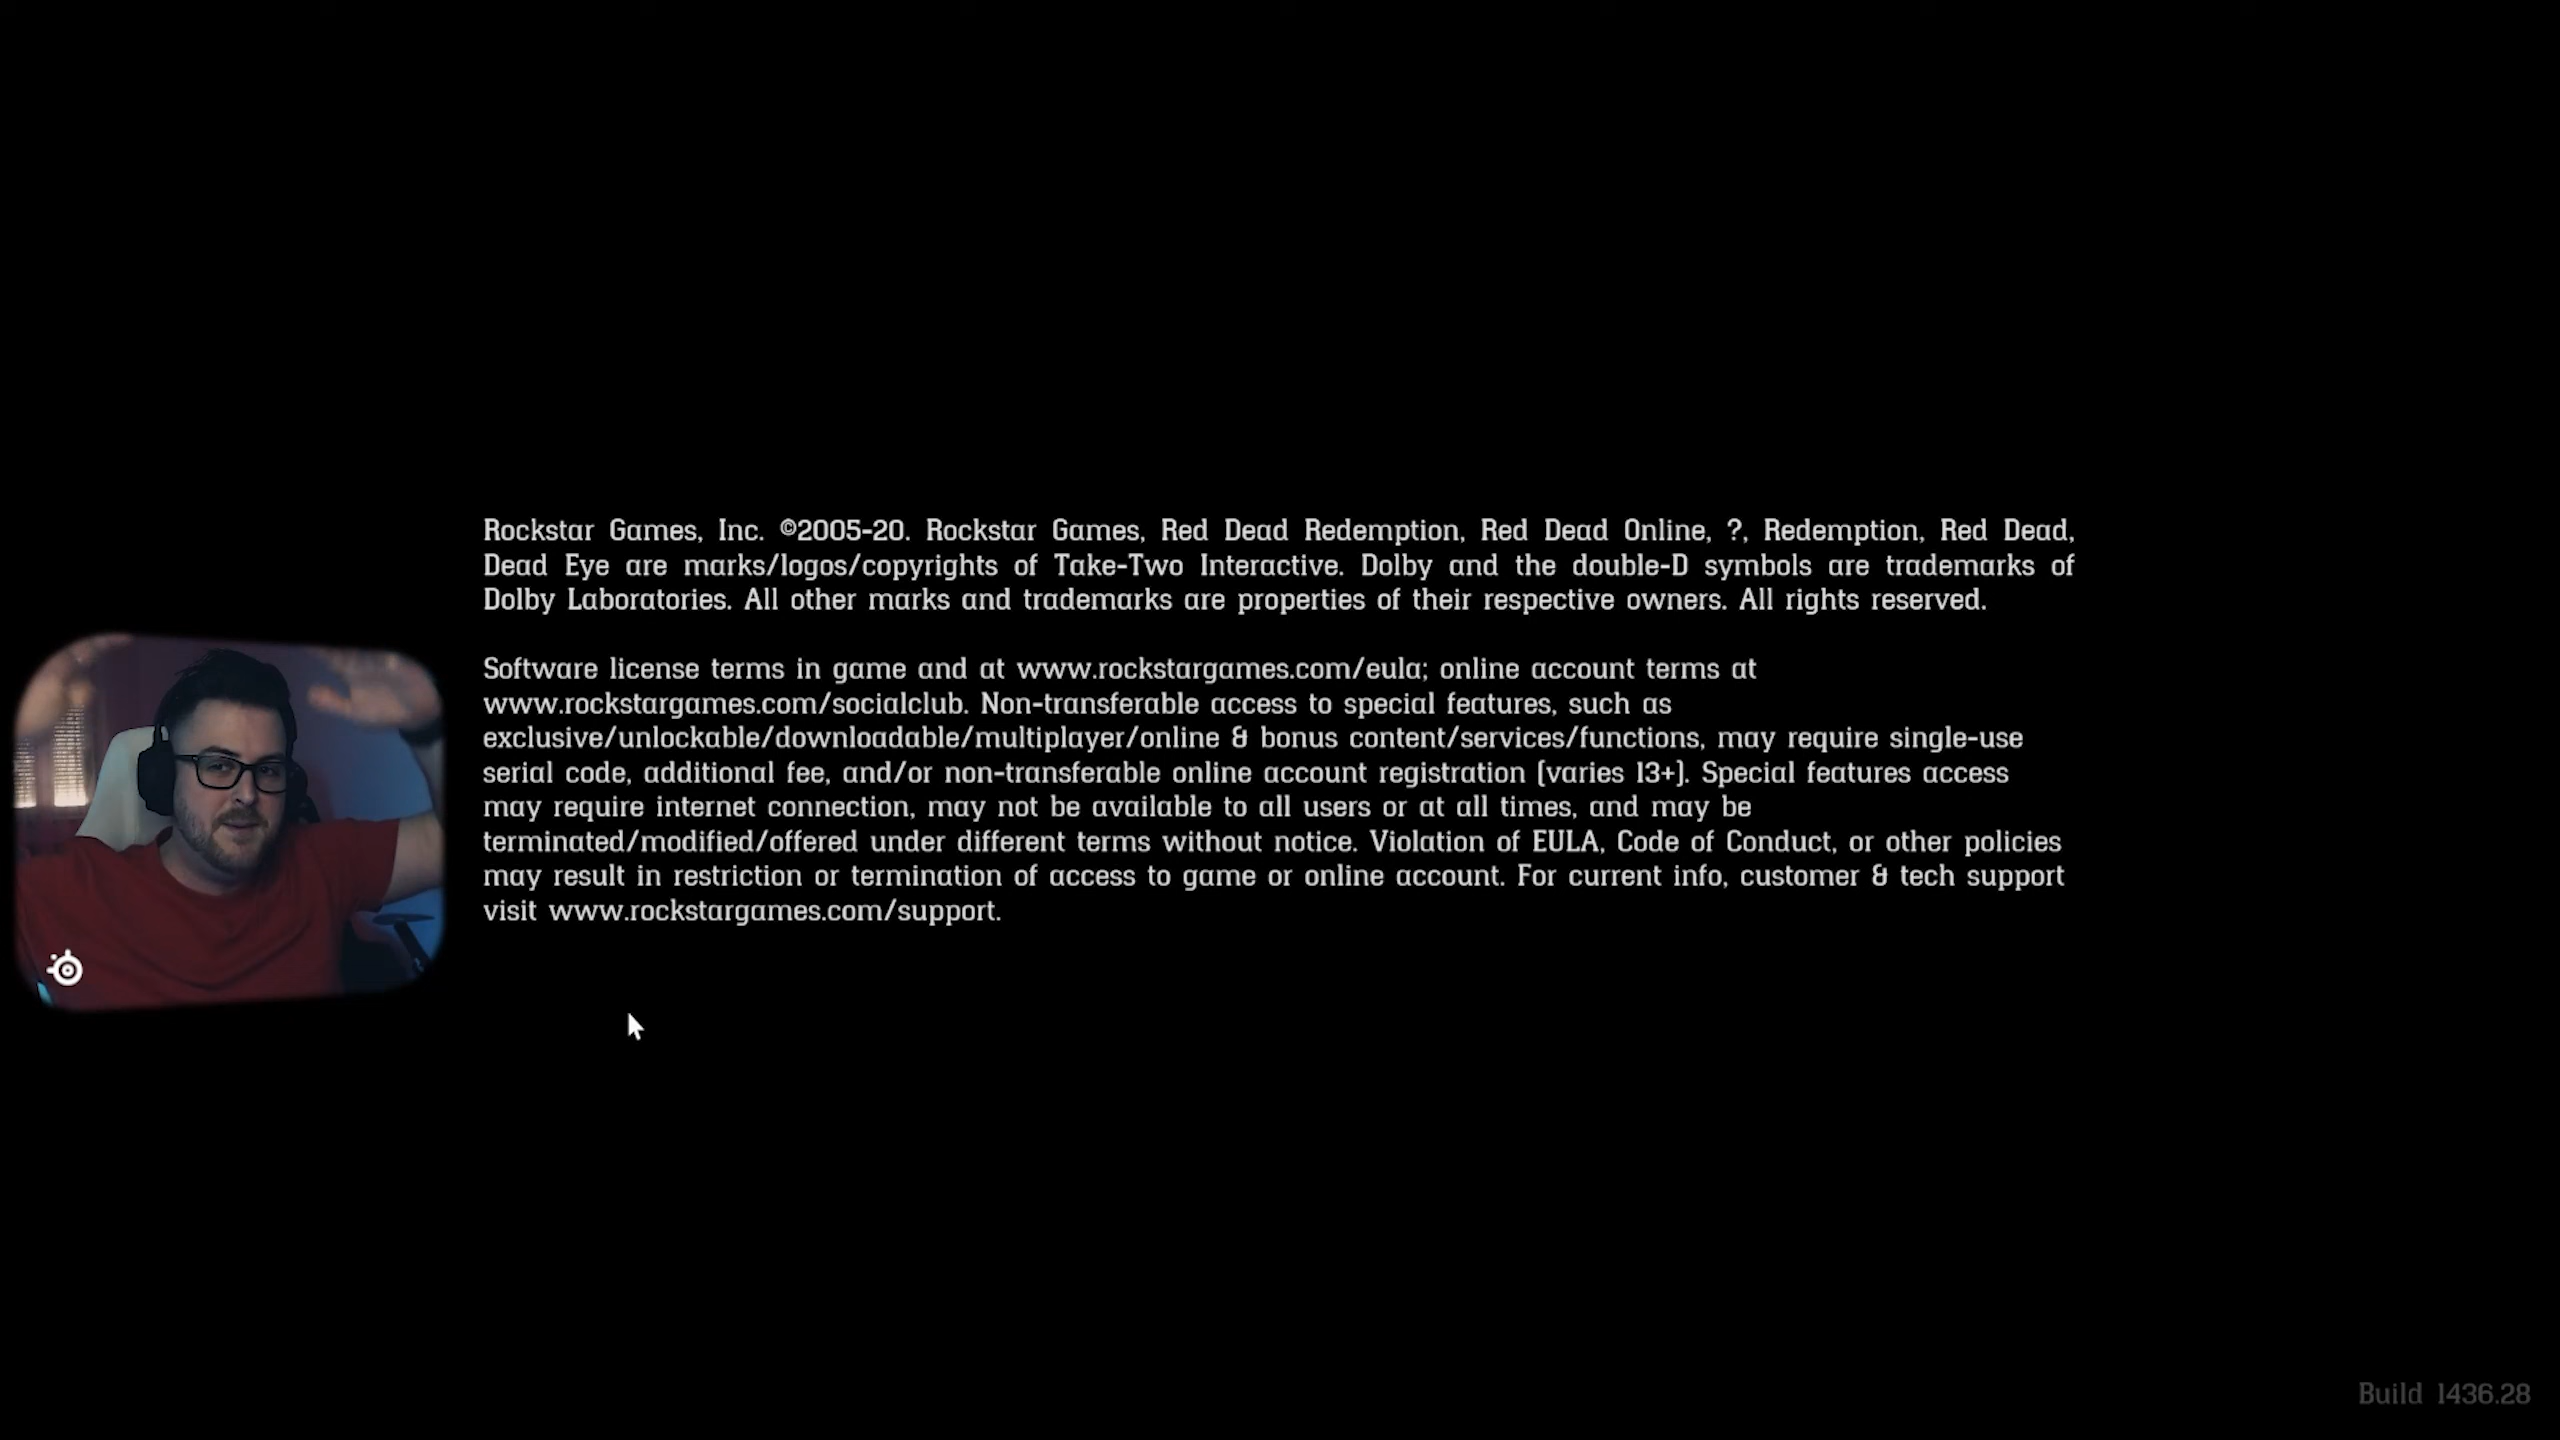 Rockstar Games, Inc. ©2005-20. Rockstar Games, Red Dead Redemption, Red Dead Online, ?, Redemption, Red Dead,
Dead Eye are marks/logos/copyrights of Take-Two Interactive. Dolby and the double-D symbols are trademarks of
Dolby Laboratories. All other marks and trademarks are properties of their respective owners. All rights reserved.
Software license terms in game and at www.rockstargames.com/eula; online account terms at
www.rockstargames.com/socialclub. Non-transferable access to special features, such as
exclusive/unlockable/downloadable/multiplayer/online & bonus content/services/functions, may require single-use
serial code, additional fee, and/or non-transferable online account registration (varies 13+). Special features access
may require internet connection, may not be available to all users or at all times, and may be
terminated/modified/offered under different terms without notice. Violation of EULA, Code of Conduct, or other policies
may result in restriction or termination of access to game or online account. For current info, customer & tech support
visit www.rockstargames.com/support.
Build 1436.28